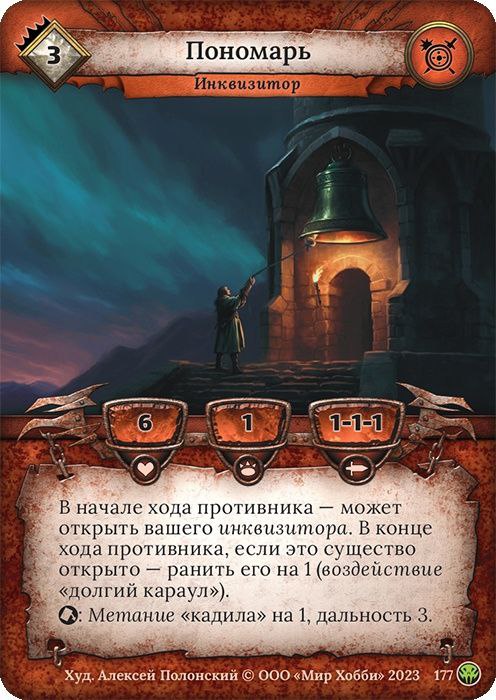 3
Пономарь
Инквизитор
6
1
1-1-1
В начале хода противника — может
открыть вашего инквизитора. В конце
хода противника, если это существо
открыто — ранить его на 1 (воздействие
«долгий караул»).
: Метание «кадила» на 1, дальность 3.
Худ. Алексей Полонский © ООО «Мир Хобби» 2023 177